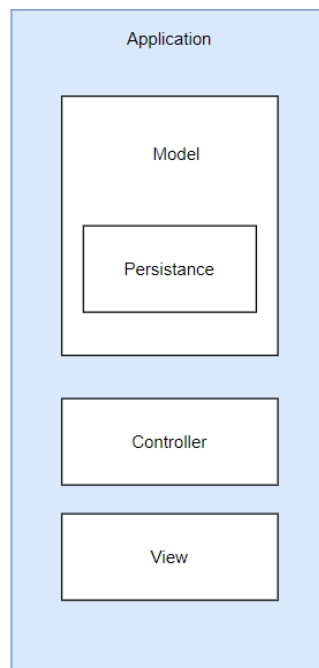 Application
Model
Persistance
Controller
View